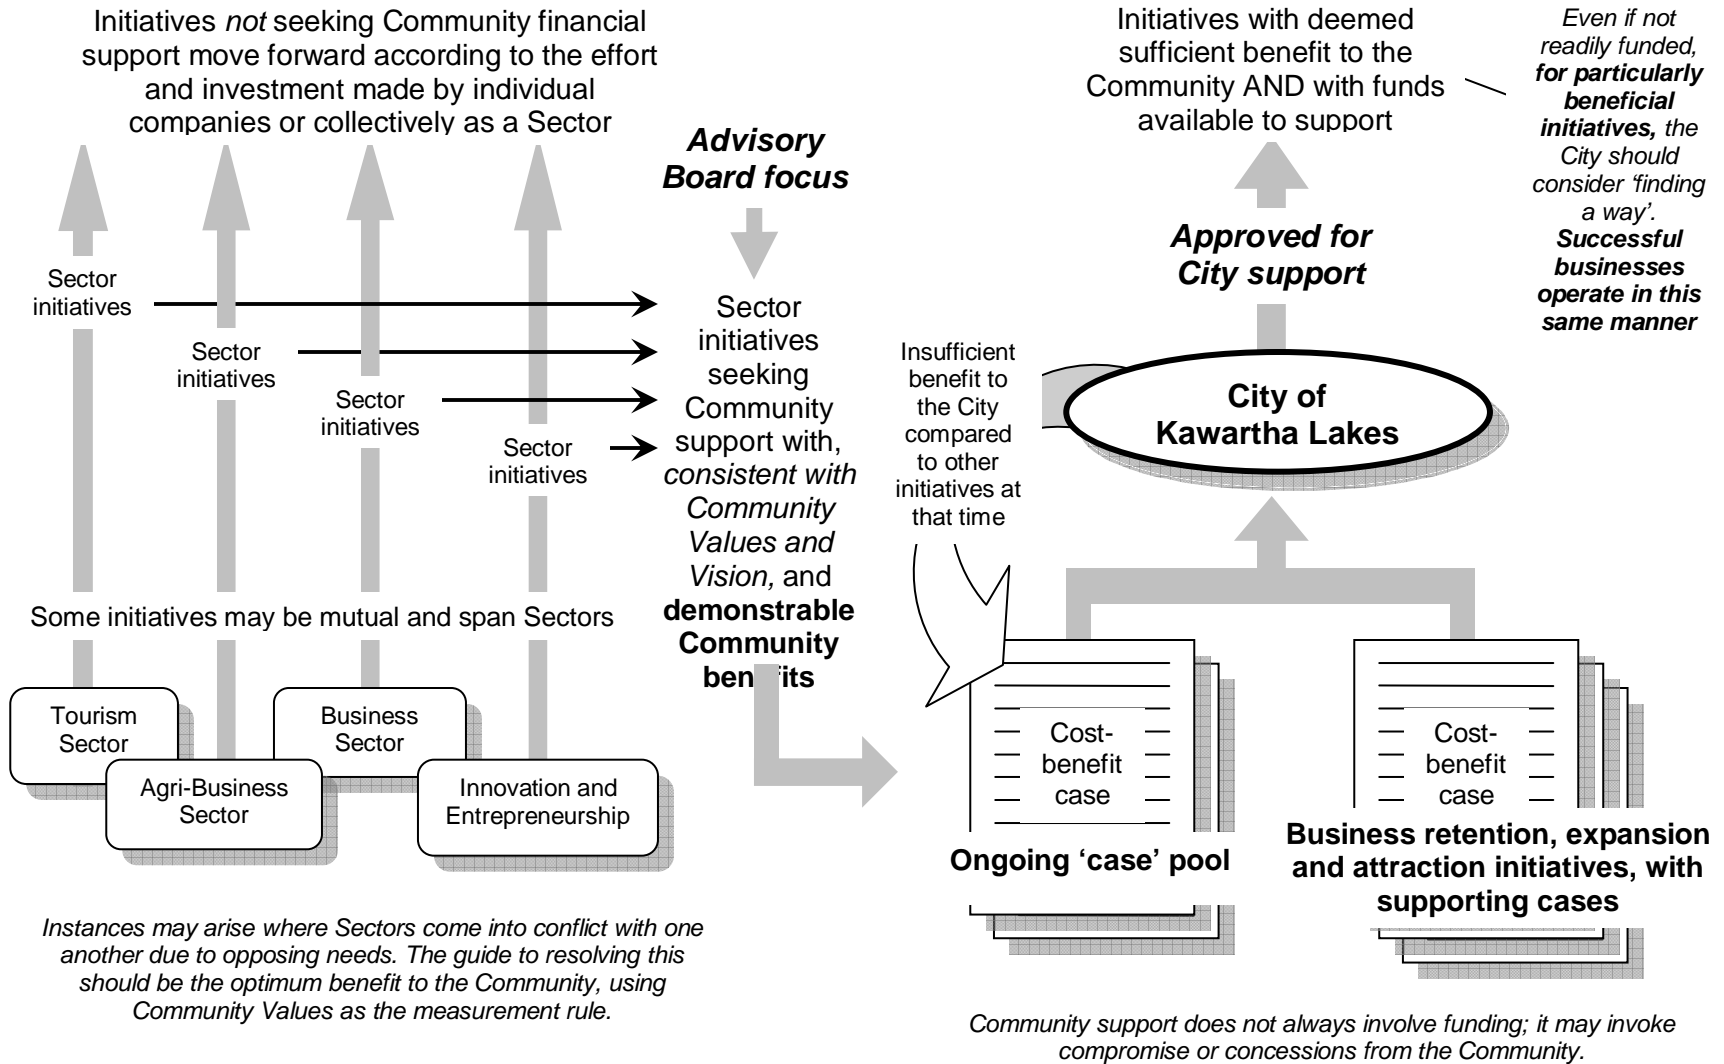 Initiatives not seeking Community financial
support move forward according to the effort
and investment made by individual
companies or collectively as a Sector
Advisory
Board focus
Sector
initiatives
Sector
initiatives
Sector
initiatives
Sector
initiatives
Sector
initiatives
seeking
Community
support with,
consistent with
Community
Values and
Vision, and
demonstrable
Community
benefits
Some initiatives may be mutual and span Sectors
Tourism
Sector
Agri-Business
Sector
Business
Sector
Innovation and
Entrepreneurship
Instances may arise where Sectors come into conflict with one
another due to opposing needs. The guide to resolving this
should be the optimum benefit to the Community, using
Community Values as the measurement rule.
Initiatives with deemed
sufficient benefit to the
Community AND with funds
available to support
Even if not
readily funded,
for particularly
beneficial
initiatives, the
City should
consider ‘finding
a way’.
Successful
businesses
operate in this
same manner
Approved for
City support
City of
Kawartha Lakes
Insufficient
benefit to
the City
compared
to other
initiatives at
that time
Cost-
benefit
case
Ongoing ‘case’ pool
Cost-
benefit
case
Business retention, expansion
and attraction initiatives, with
supporting cases
Community support does not always involve funding; it may invoke
compromise or concessions from the Community.